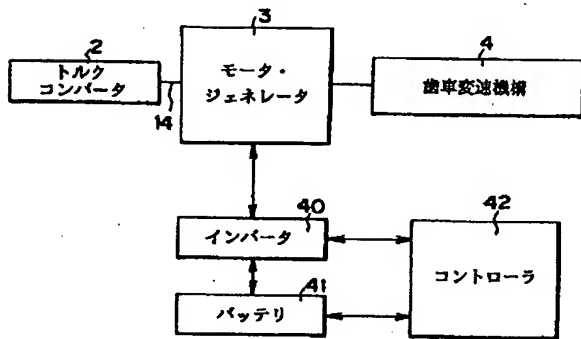 2
トルク
コンバータ
14
3
モータ・
ジェネレータ
4
歯車変速機構
40
インバータ
41
バッテリ
42
コントローラ